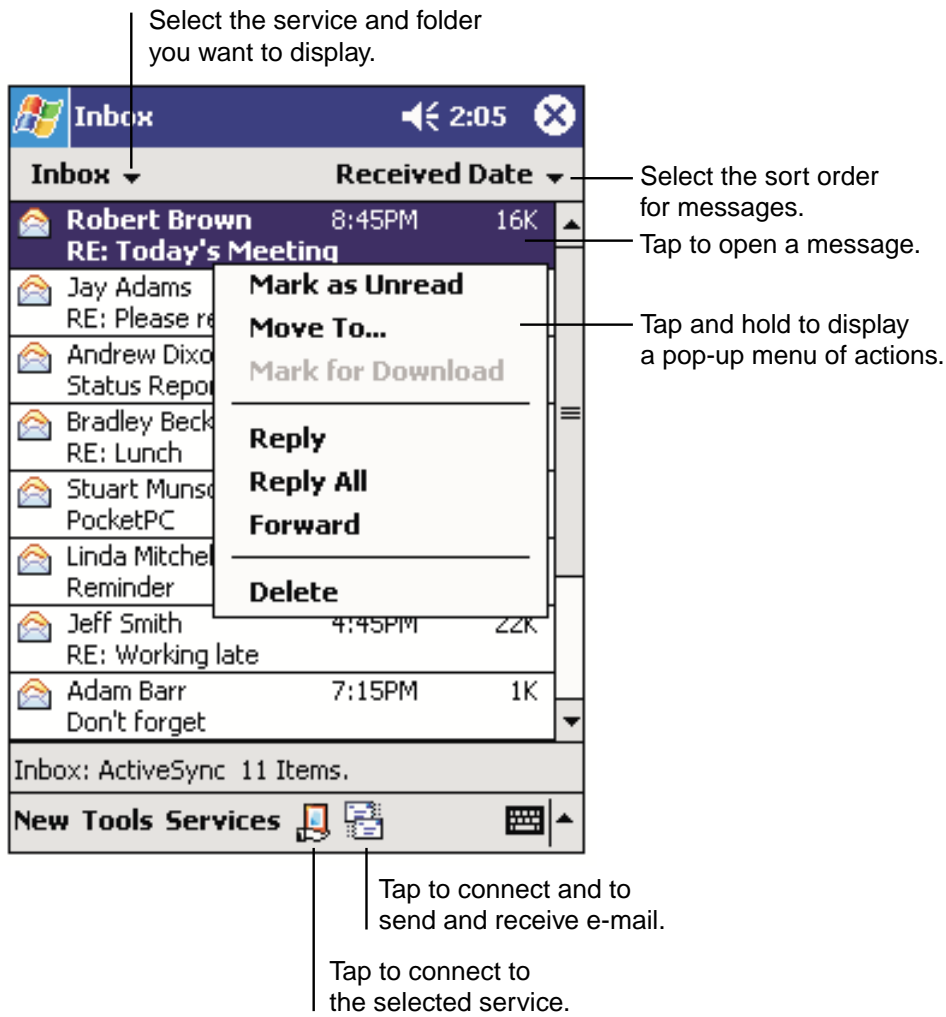 Select the service and folder
you want to display.
Inbox 2:05
Inbox Received Date
Select the sort order
for messages.
Robert Brown 8:45PM 16K
RE: Today's Meeting
Tap to open a message.
Jay Adams
RE: Please re
Andrew Dixo
Status Repo
Bradley Beck
RE: Lunch
Stuart Munso
PocketPC
Linda Mitchel
Reminder
Mark as Unread
Move To...
Mark for Download
Reply
Reply All
Forward
Delete
Tap and hold to display
a pop-up menu of actions.
Jeff Smith 4:45PM 22K
RE: Working late
Adam Barr 7:15PM 1K
Don't forget
Inbox: ActiveSync 11 Items.
New Tools Services
Tap to connect and to
send and receive e-mail.
Tap to connect to
the selected service.